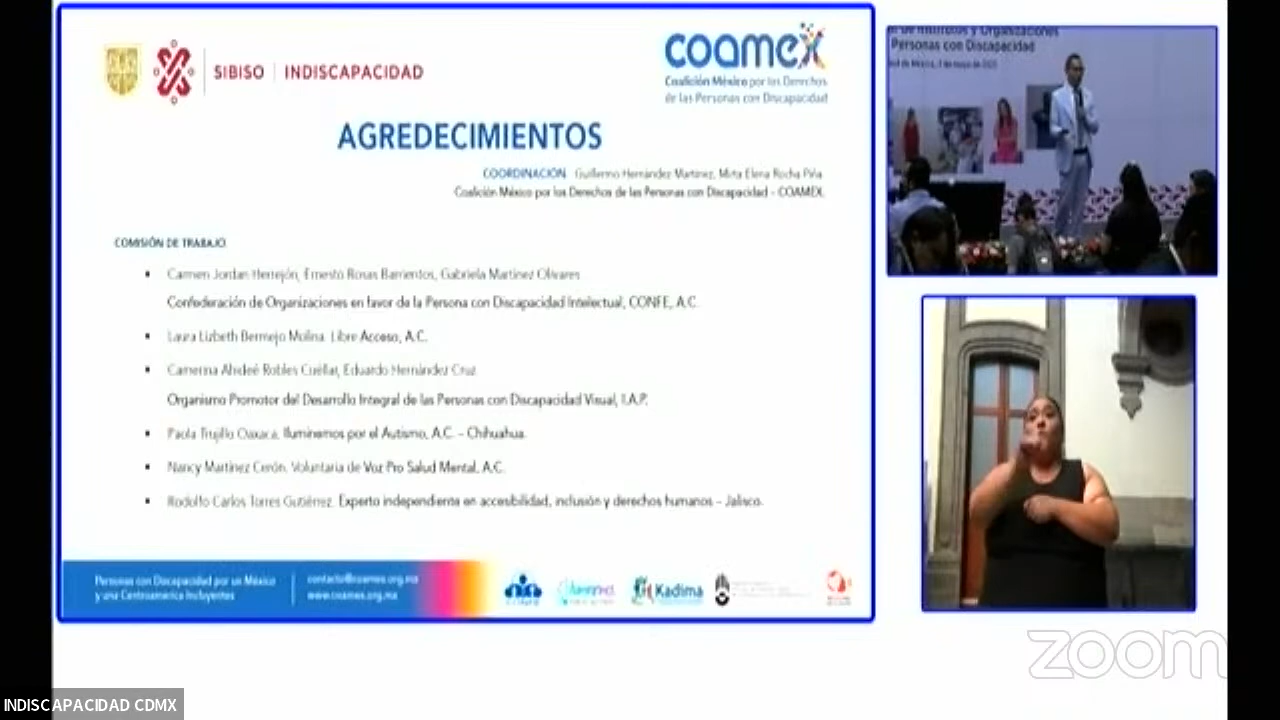 SIBISO | INDISCAPACIDAD
coamex
Coalición México por los Derechos
de las Personas con Discapacidad
AGREDECIMIENTOS
COORDINACIÓN Guillermo Hernández Martínez, Mirta Elena Rocha Piña
Coalición México por los Derechos de las Personas con Discapacidad - COAMEX
COMISIÓN DE TRABAJO
Carmen Jordan Herrejón, Ernesto Rosas Barrientos, Gabriela Martínez Olivares
Confederación de Organizaciones en favor de la Persona con Discapacidad Intelectual, CONFE, A.C.
Laura Lizbeth Bermejo Molina. Libre Acceso, A.C.
Camerina Ahideé Robles Cuéllar, Eduardo Hernández Cruz
Organismo Promotor del Desarrollo Integral de las Personas con Discapacidad Visual, I.A.P.
Paola Trujillo Oaxaca. Iluminemos por el Autismo, A.C. – Chihuahua.
Nancy Martínez Cerón. Voluntaria de Voz Pro Salud Mental, A.C.
Rodolfo Carlos Torres Gutiérrez. Experto independiente en accesibilidad, inclusión y derechos humanos – Jalisco.
Personas con Discapacidad por un México
y una Centroamerica Incluyentes
contacto@coamex.org.mx
www.coamex.org.mx
Kadima
de Institutos y Organizaciones
Personas con Discapacidad
zoom
INDISCAPACIDAD CDMX